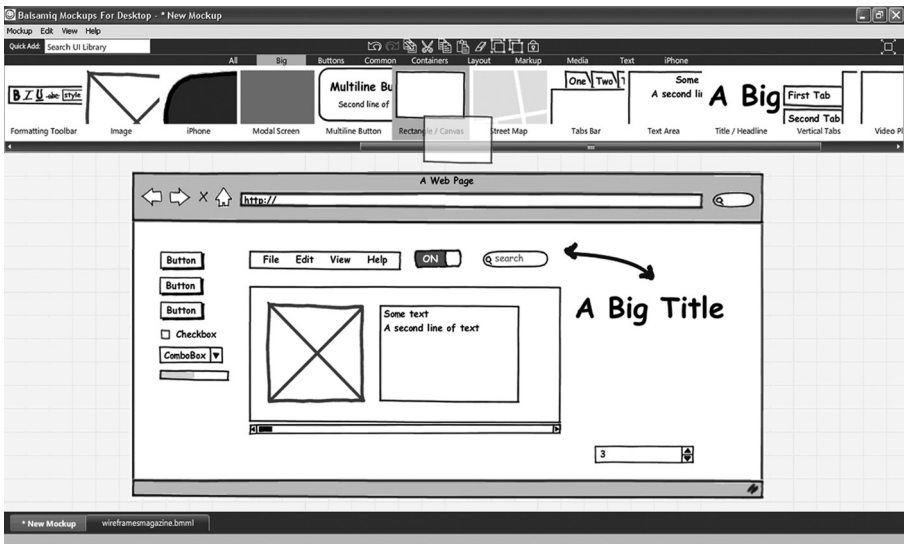 Balsamiq Mockups For Desktop - * New Mockup
Mockup Edit View Help
Quick Add: Search UI Library
All Big Buttons Common Containers Layout Markup Media Text iPhone
B I U abc style
Multiline Bu
Second line of
One Two T
Some
A second li
A Big
First Tab
Second Tab
Formatting Toolbar Image iPhone Modal Screen Multiline Button Rectangle / Canvas Street Map Tabs Bar Text Area Title / Headline Vertical Tabs Video Pl
A Web Page
X http://
Button File Edit View Help ON search
Button
Button
Checkbox
ComboBox
Some text
A second line of text
A Big Title
3
* New Mockup wireframesmagazine.bmml